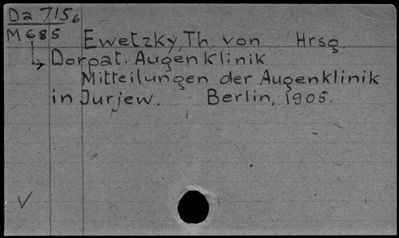 Da 7156
M685
Ewetzky, Th. von Hrsg.
→ Dorpat. Augenklinik
Mitteilungen der Augenklinik
in Jurjew. Berlin, 1905.
√